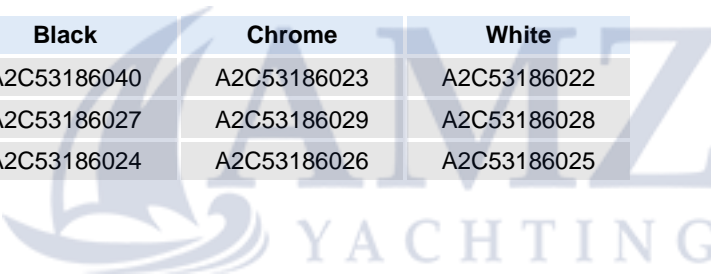 Black Chrome White
A2C53186040 A2C53186023 A2C53186022
A2C53186027 A2C53186029 A2C53186028
A2C53186024 A2C53186026 A2C53186025
AMZ
YACHTING